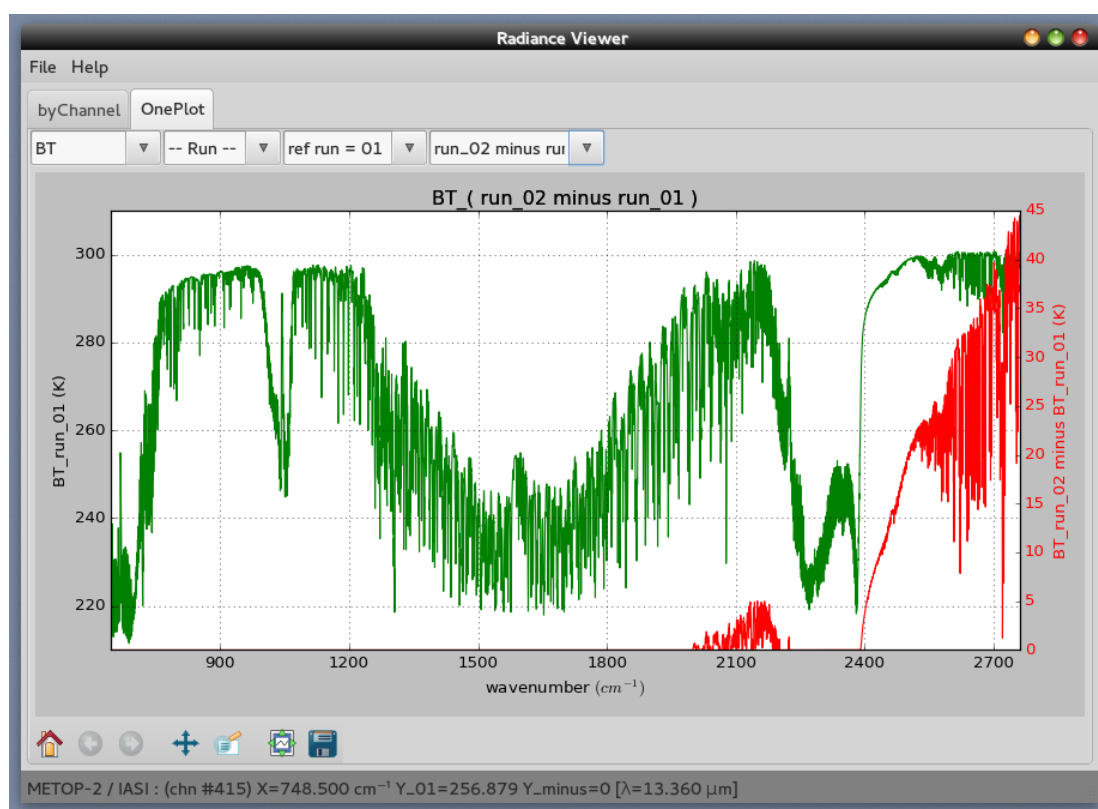 Radiance Viewer
File Help
byChannel OnePlot
BT -- Run -- ref run = 01 run_02 minus rur
BT_( run_02 minus run_01 )
300
280
260
240
220
BT_run_01 (K)
45
40
35
30
25
20
15
10
5
0
BT_run_02 minus BT_run_01 (K)
900 1200 1500 1800 2100 2400 2700
wavenumber (cm⁻¹)
METOP-2 / IASI : (chn #415) X=748.500 cm⁻¹ Y_01=256.879 Y_minus=0 [λ=13.360 µm]